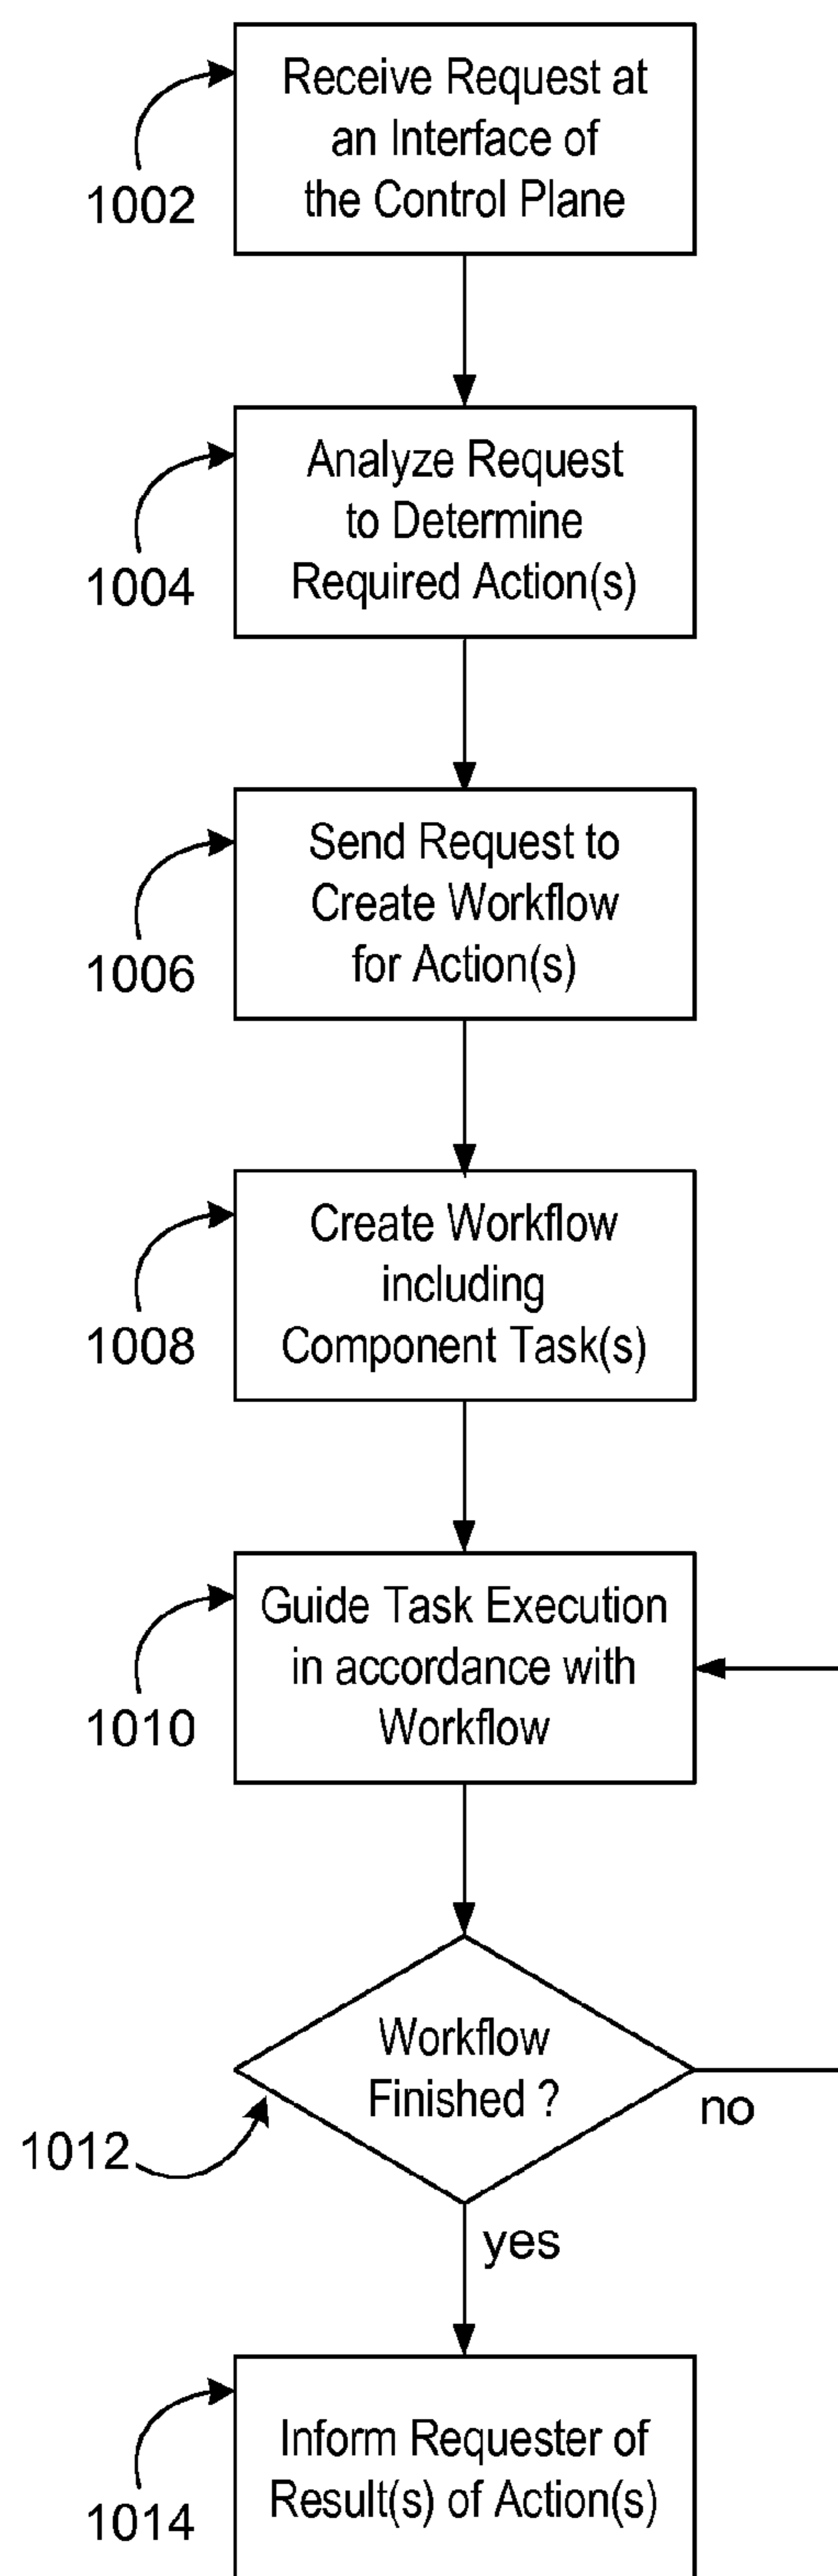 Receive Request at
an Interface of
the Control Plane
1002
Analyze Request
to Determine
Required Action(s)
1004
Send Request to
Create Workflow
for Action(s)
1006
Create Workflow
including
Component Task(s)
1008
Guide Task Execution
in accordance with
Workflow
1010
Workflow
Finished ?
no
1012
yes
Inform Requester of
Result(s) of Action(s)
1014